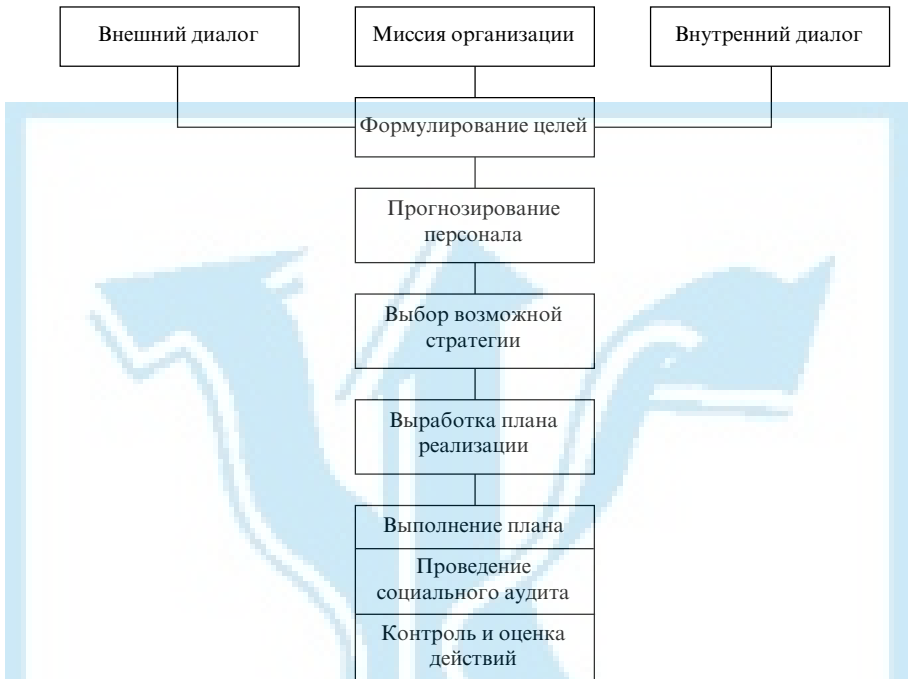 Внешний диалог
Миссия организации
Внутренний диалог
Формулирование целей
Прогнозирование
персонала
Выбор возможной
стратегии
Выработка плана
реализации
Выполнение плана
Проведение
социального аудита
Контроль и оценка
действий